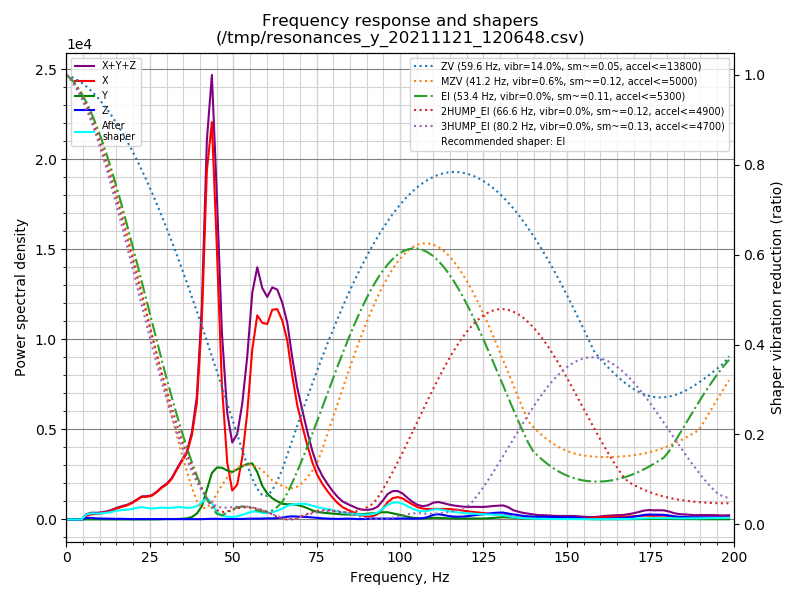 Frequency response and shapers
(/tmp/resonances_y_20211121_120648.csv)
1e4
X+Y+Z
X
Y
Z
After
shaper
ZV (59.6 Hz, vibr=14.0%, sm~=0.05, accel<=13800)
MZV (41.2 Hz, vibr=0.6%, sm~=0.12, accel<=5000)
EI (53.4 Hz, vibr=0.0%, sm~=0.11, accel<=5300)
2HUMP_EI (66.6 Hz, vibr=0.0%, sm~=0.12, accel<=4900)
3HUMP_EI (80.2 Hz, vibr=0.0%, sm~=0.13, accel<=4700)
Recommended shaper: EI
Power spectral density
2.5
2.0
1.5
1.0
0.5
0.0
1.0
0.8
0.6
0.4
0.2
0.0
Shaper vibration reduction (ratio)
0 25 50 75 100 125 150 175 200
Frequency, Hz